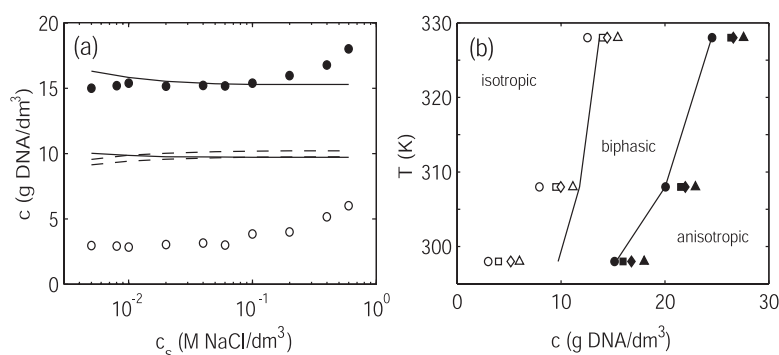 (a)
20
15
10
5
0
c (g DNA/dm³)
10⁻² 10⁻¹ 10⁰
cₛ (M NaCl/dm³)
(b)
330
320
310
300
T (K)
isotropic
biphasic
anisotropic
0 10 20 30
c (g DNA/dm³)